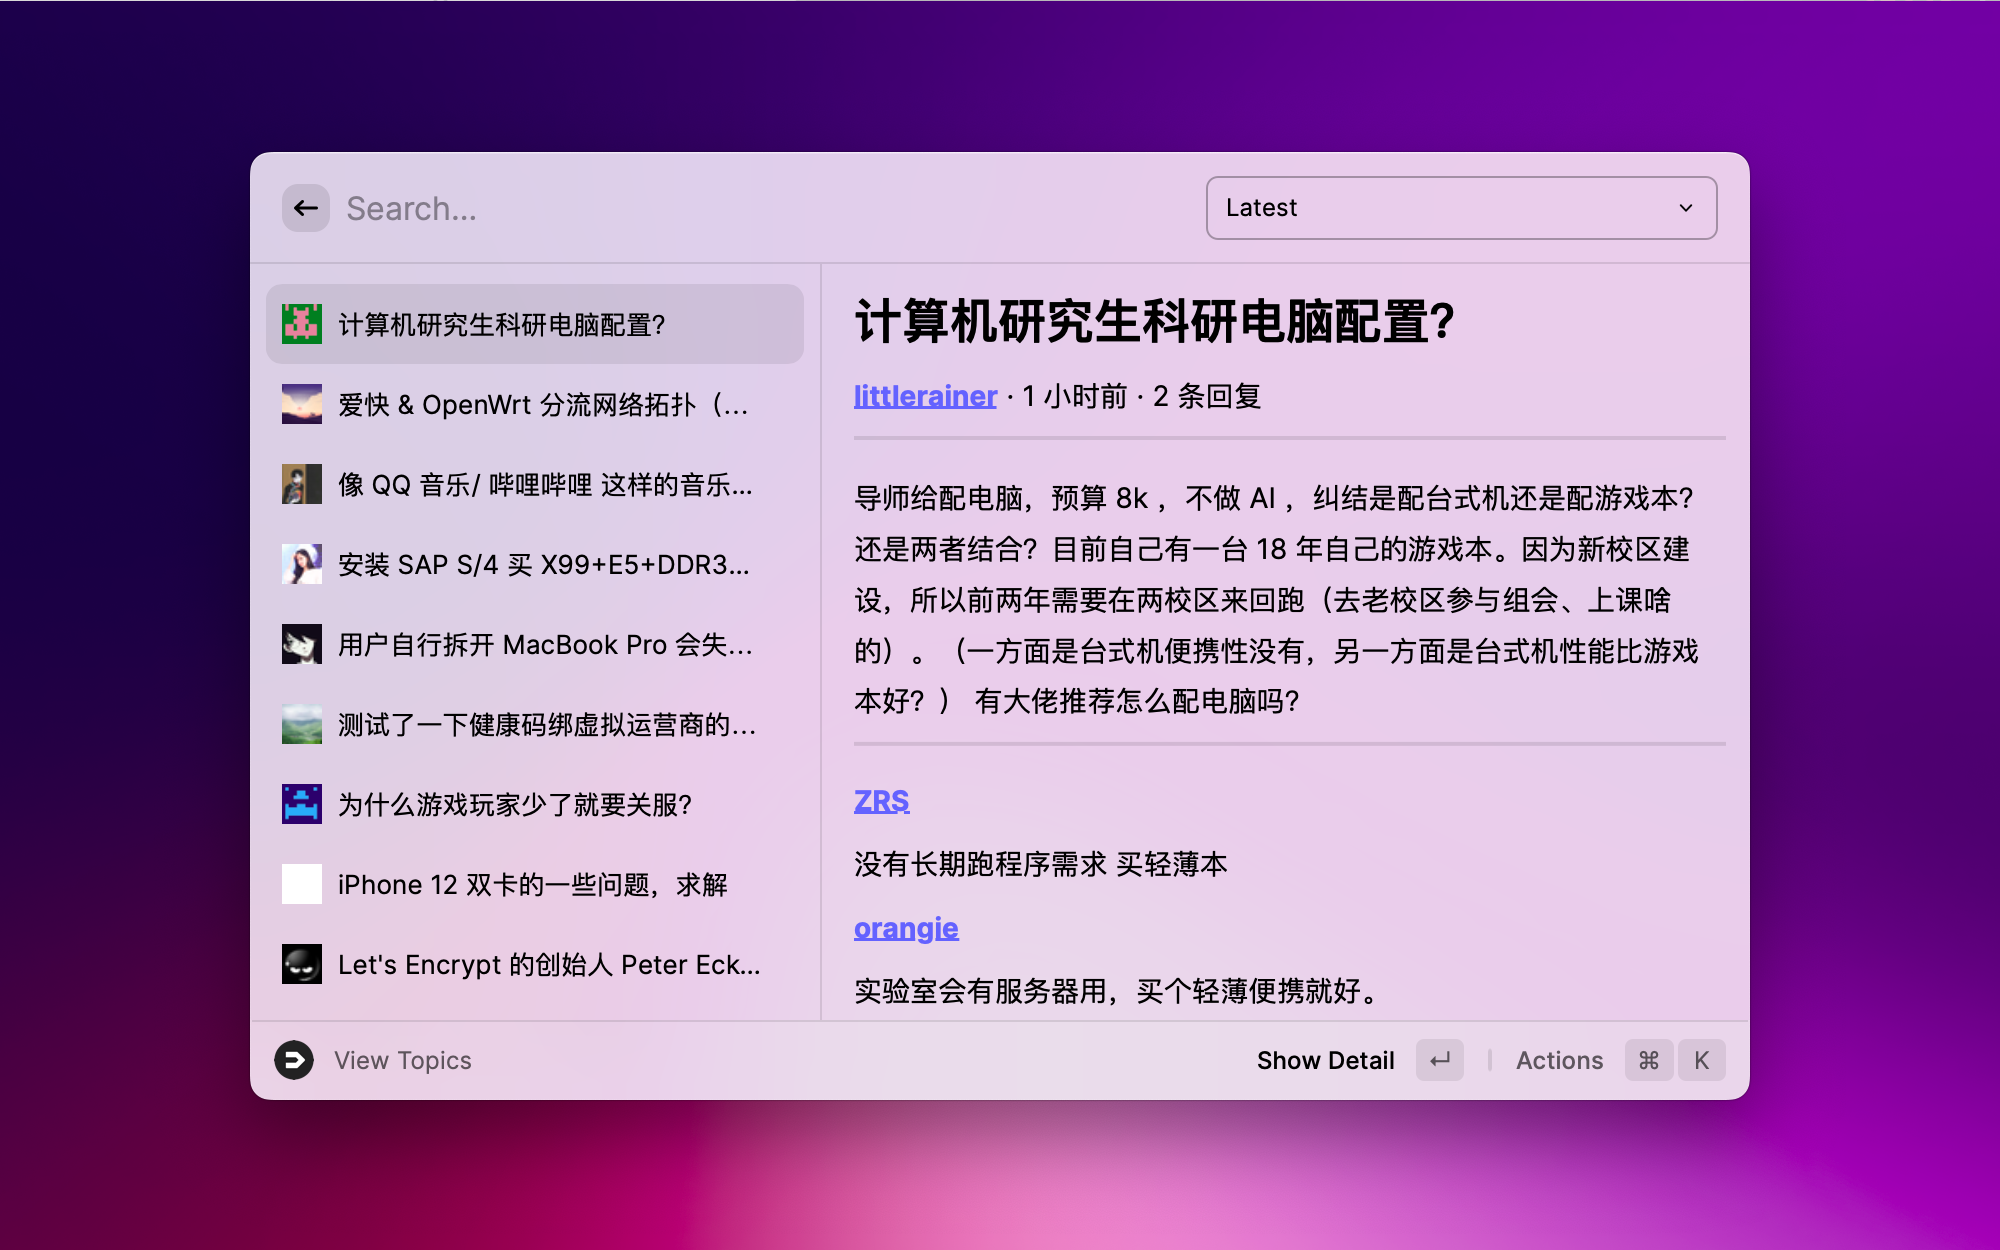 Search...
Latest
计算机研究生科研电脑配置?
爱快 & OpenWrt 分流网络拓扑（...
像 QQ 音乐/ 哔哩哔哩 这样的音乐...
安装 SAP S/4 买 X99+E5+DDR3...
用户自行拆开 MacBook Pro 会失...
测试了一下健康码绑虚拟运营商的...
为什么游戏玩家少了就要关服?
iPhone 12 双卡的一些问题，求解
Let's Encrypt 的创始人 Peter Eck...
计算机研究生科研电脑配置?
littlerainer · 1 小时前 · 2 条回复
导师给配电脑，预算 8k ，不做 AI ，纠结是配台式机还是配游戏本?
还是两者结合？目前自己有一台 18 年自己的游戏本。因为新校区建
设，所以前两年需要在两校区来回跑（去老校区参与组会、上课啥
的）。（一方面是台式机便携性没有，另一方面是台式机性能比游戏
本好？） 有大佬推荐怎么配电脑吗?
ZRS
没有长期跑程序需求 买轻薄本
orangie
实验室会有服务器用，买个轻薄便携就好。
View Topics
Show Detail ↵ Actions ⌘ K